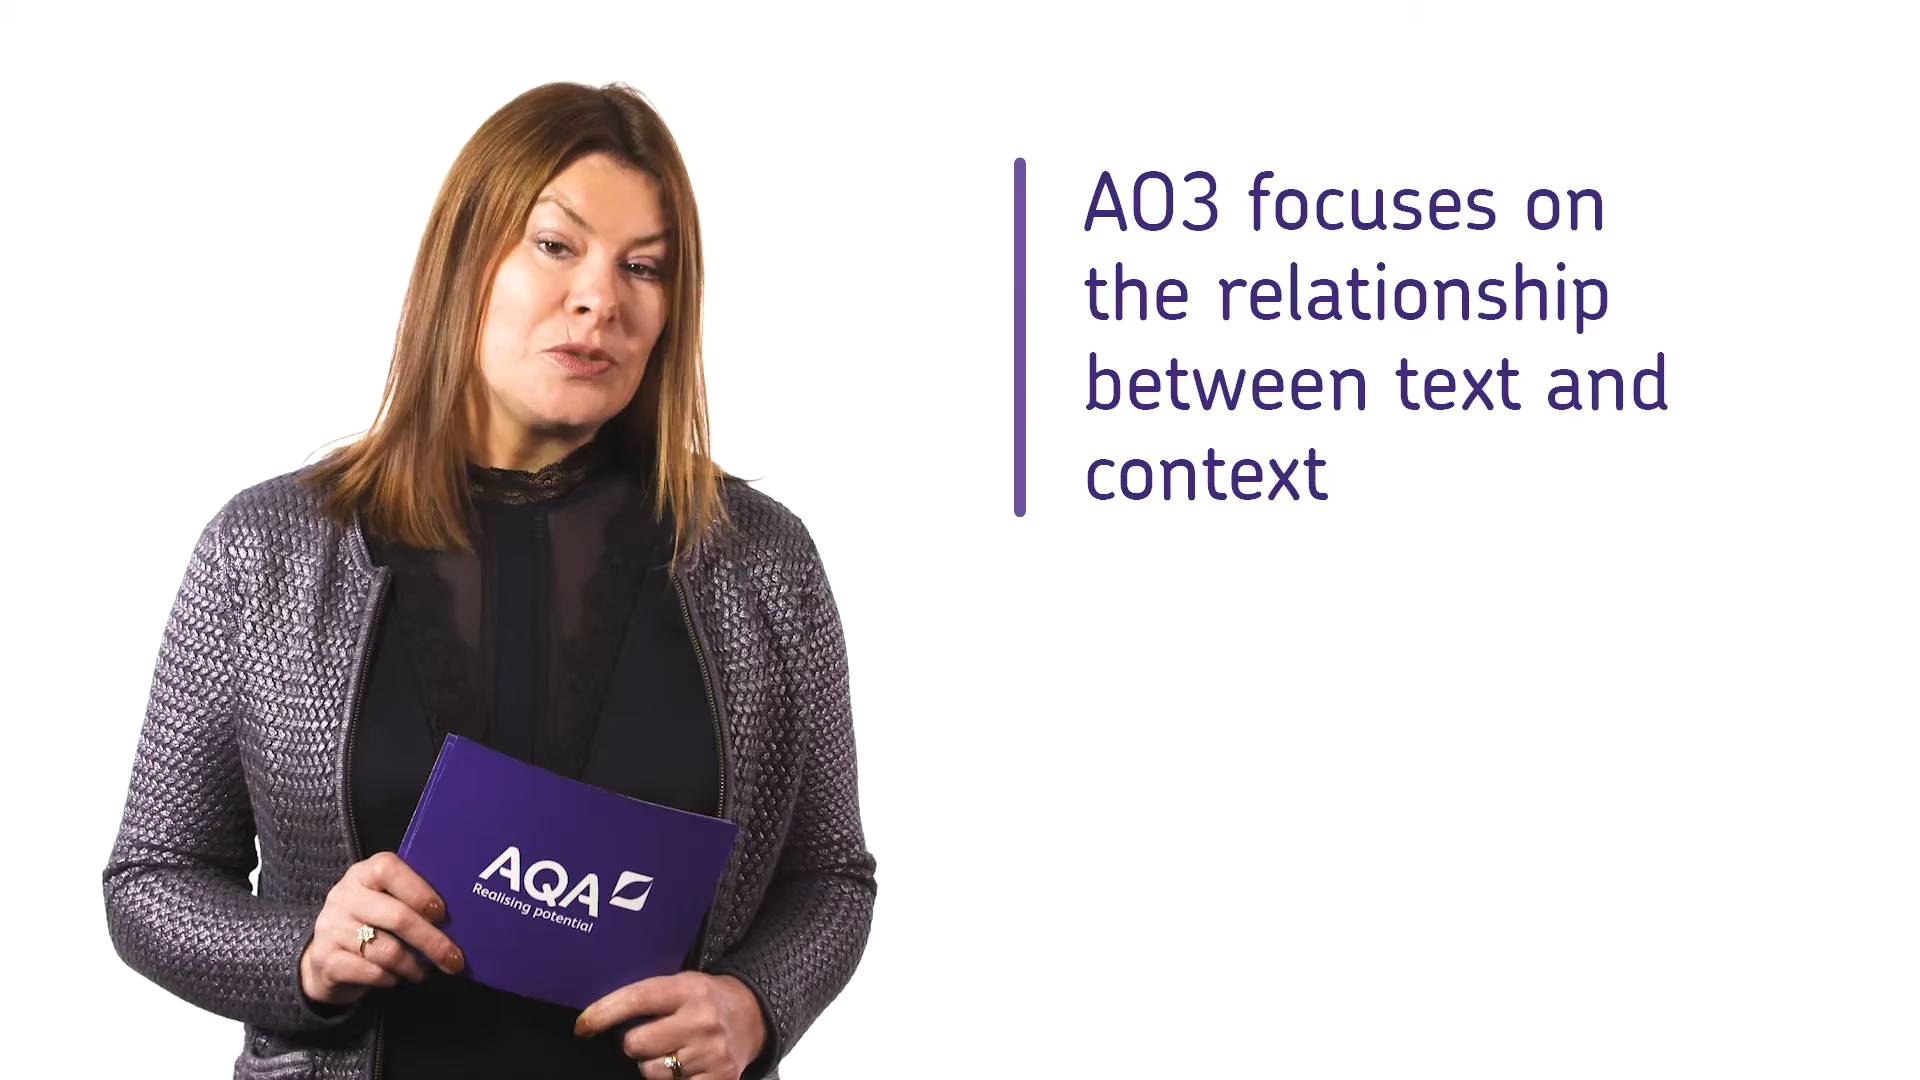 AO3 focuses on
the relationship
between text and
context
AQA
Realising potential